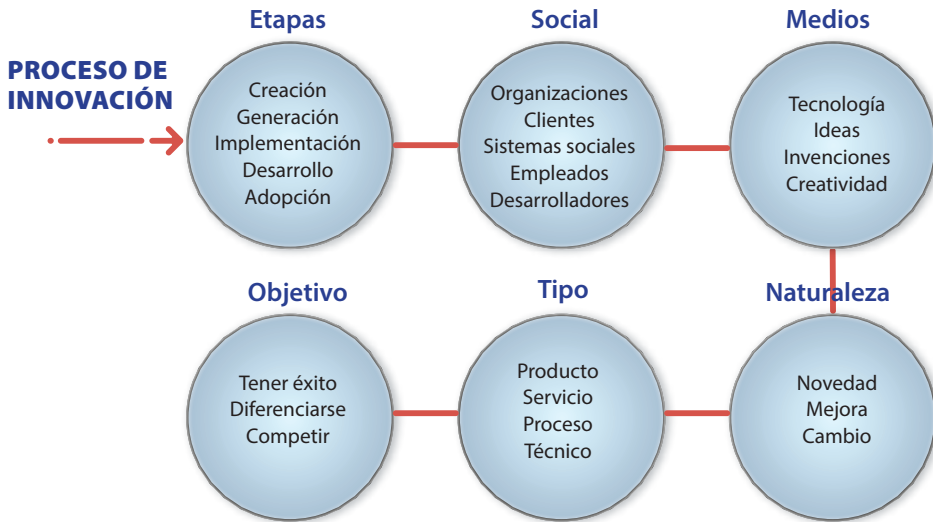 PROCESO DE
INNOVACIÓN
Etapas
Creación
Generación
Implementación
Desarrollo
Adopción
Social
Organizaciones
Clientes
Sistemas sociales
Empleados
Desarrolladores
Medios
Tecnología
Ideas
Invenciones
Creatividad
Naturaleza
Novedad
Mejora
Cambio
Tipo
Producto
Servicio
Proceso
Técnico
Objetivo
Tener éxito
Diferenciarse
Competir